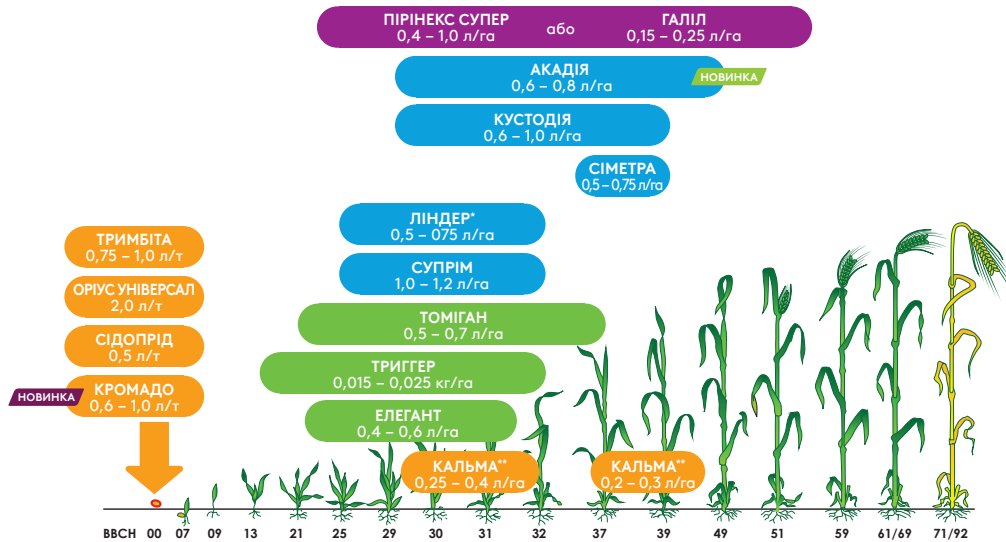 ПІРІНЕКС СУПЕР
0,4 – 1,0 л/га
або
ГАЛІЛ
0,15 – 0,25 л/га
АКАДІЯ
0,6 – 0,8 л/га
НОВИНКА
КУСТОДІЯ
0,6 – 1,0 л/га
СІМЕТРА
0,5 – 0,75 л/га
ЛІНДЕР*
0,5 – 075 л/га
СУПРІМ
1,0 – 1,2 л/га
ТОМІГАН
0,5 – 0,7 л/га
ТРИГГЕР
0,015 – 0,025 кг/га
ЕЛЕГАНТ
0,4 – 0,6 л/га
КАЛЬМА**
0,25 – 0,4 л/га
КАЛЬМА**
0,2 – 0,3 л/га
ТРИМБІТА
0,75 – 1,0 л/т
ОРІУС УНІВЕРСАЛ
2,0 л/т
СІДОПРІД
0,5 л/т
НОВИНКА
КРОМАДО
0,6 – 1,0 л/т
ВВСН 00 07 09 13 21 25 29 30 31 32 37 39 49 51 59 61/69 71/92